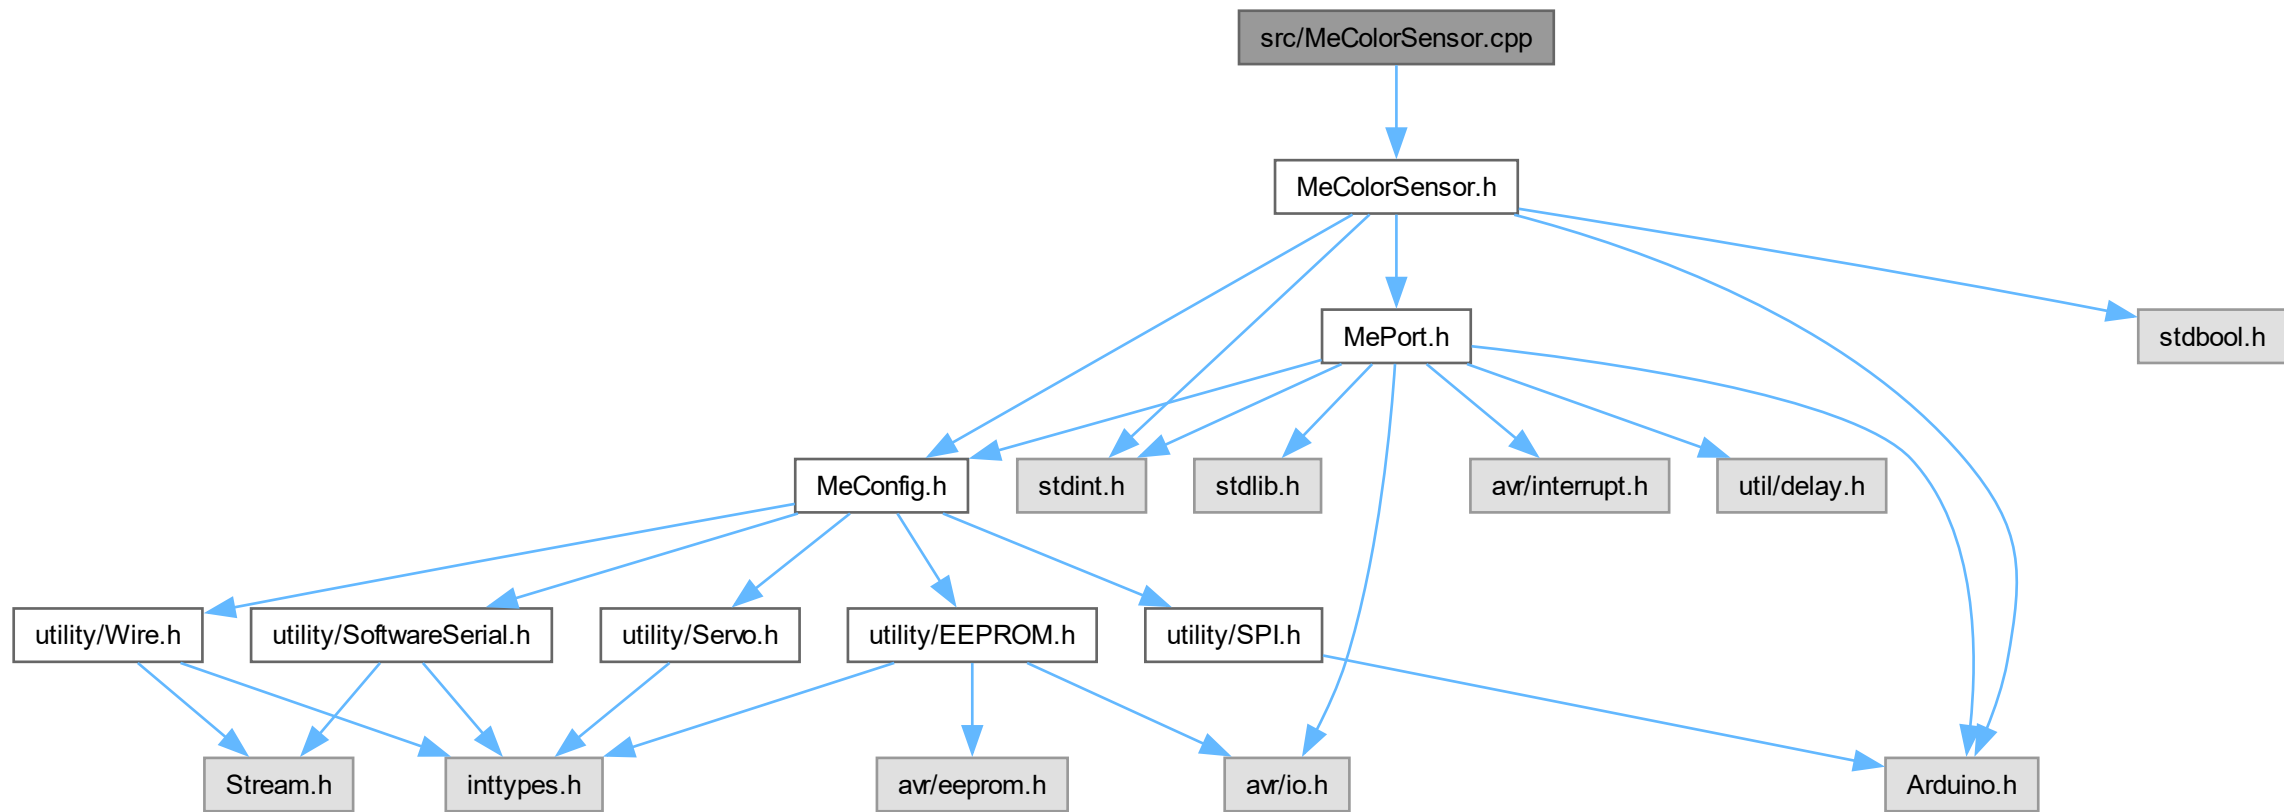 src/MeColorSensor.cpp
MeColorSensor.h
MePort.h
stdbool.h
MeConfig.h
stdint.h
stdlib.h
avr/interrupt.h
util/delay.h
utility/Wire.h
utility/SoftwareSerial.h
utility/Servo.h
utility/EEPROM.h
utility/SPI.h
Stream.h
inttypes.h
avr/eeprom.h
avr/io.h
Arduino.h